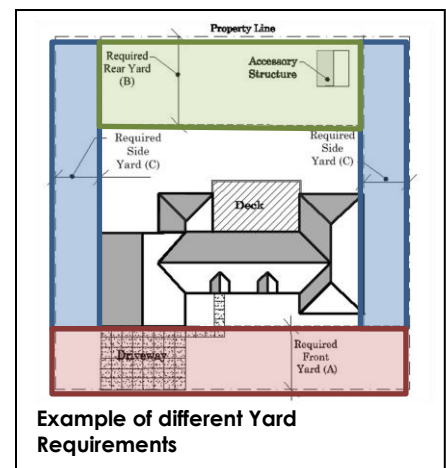 Property Line
Required
Rear Yard
(B)
Accessory
Structure
Required
Side
Yard (C)
Required
Side
Yard (C)
Deck
Driveway
Required
Front
Yard (A)
Example of different Yard
Requirements